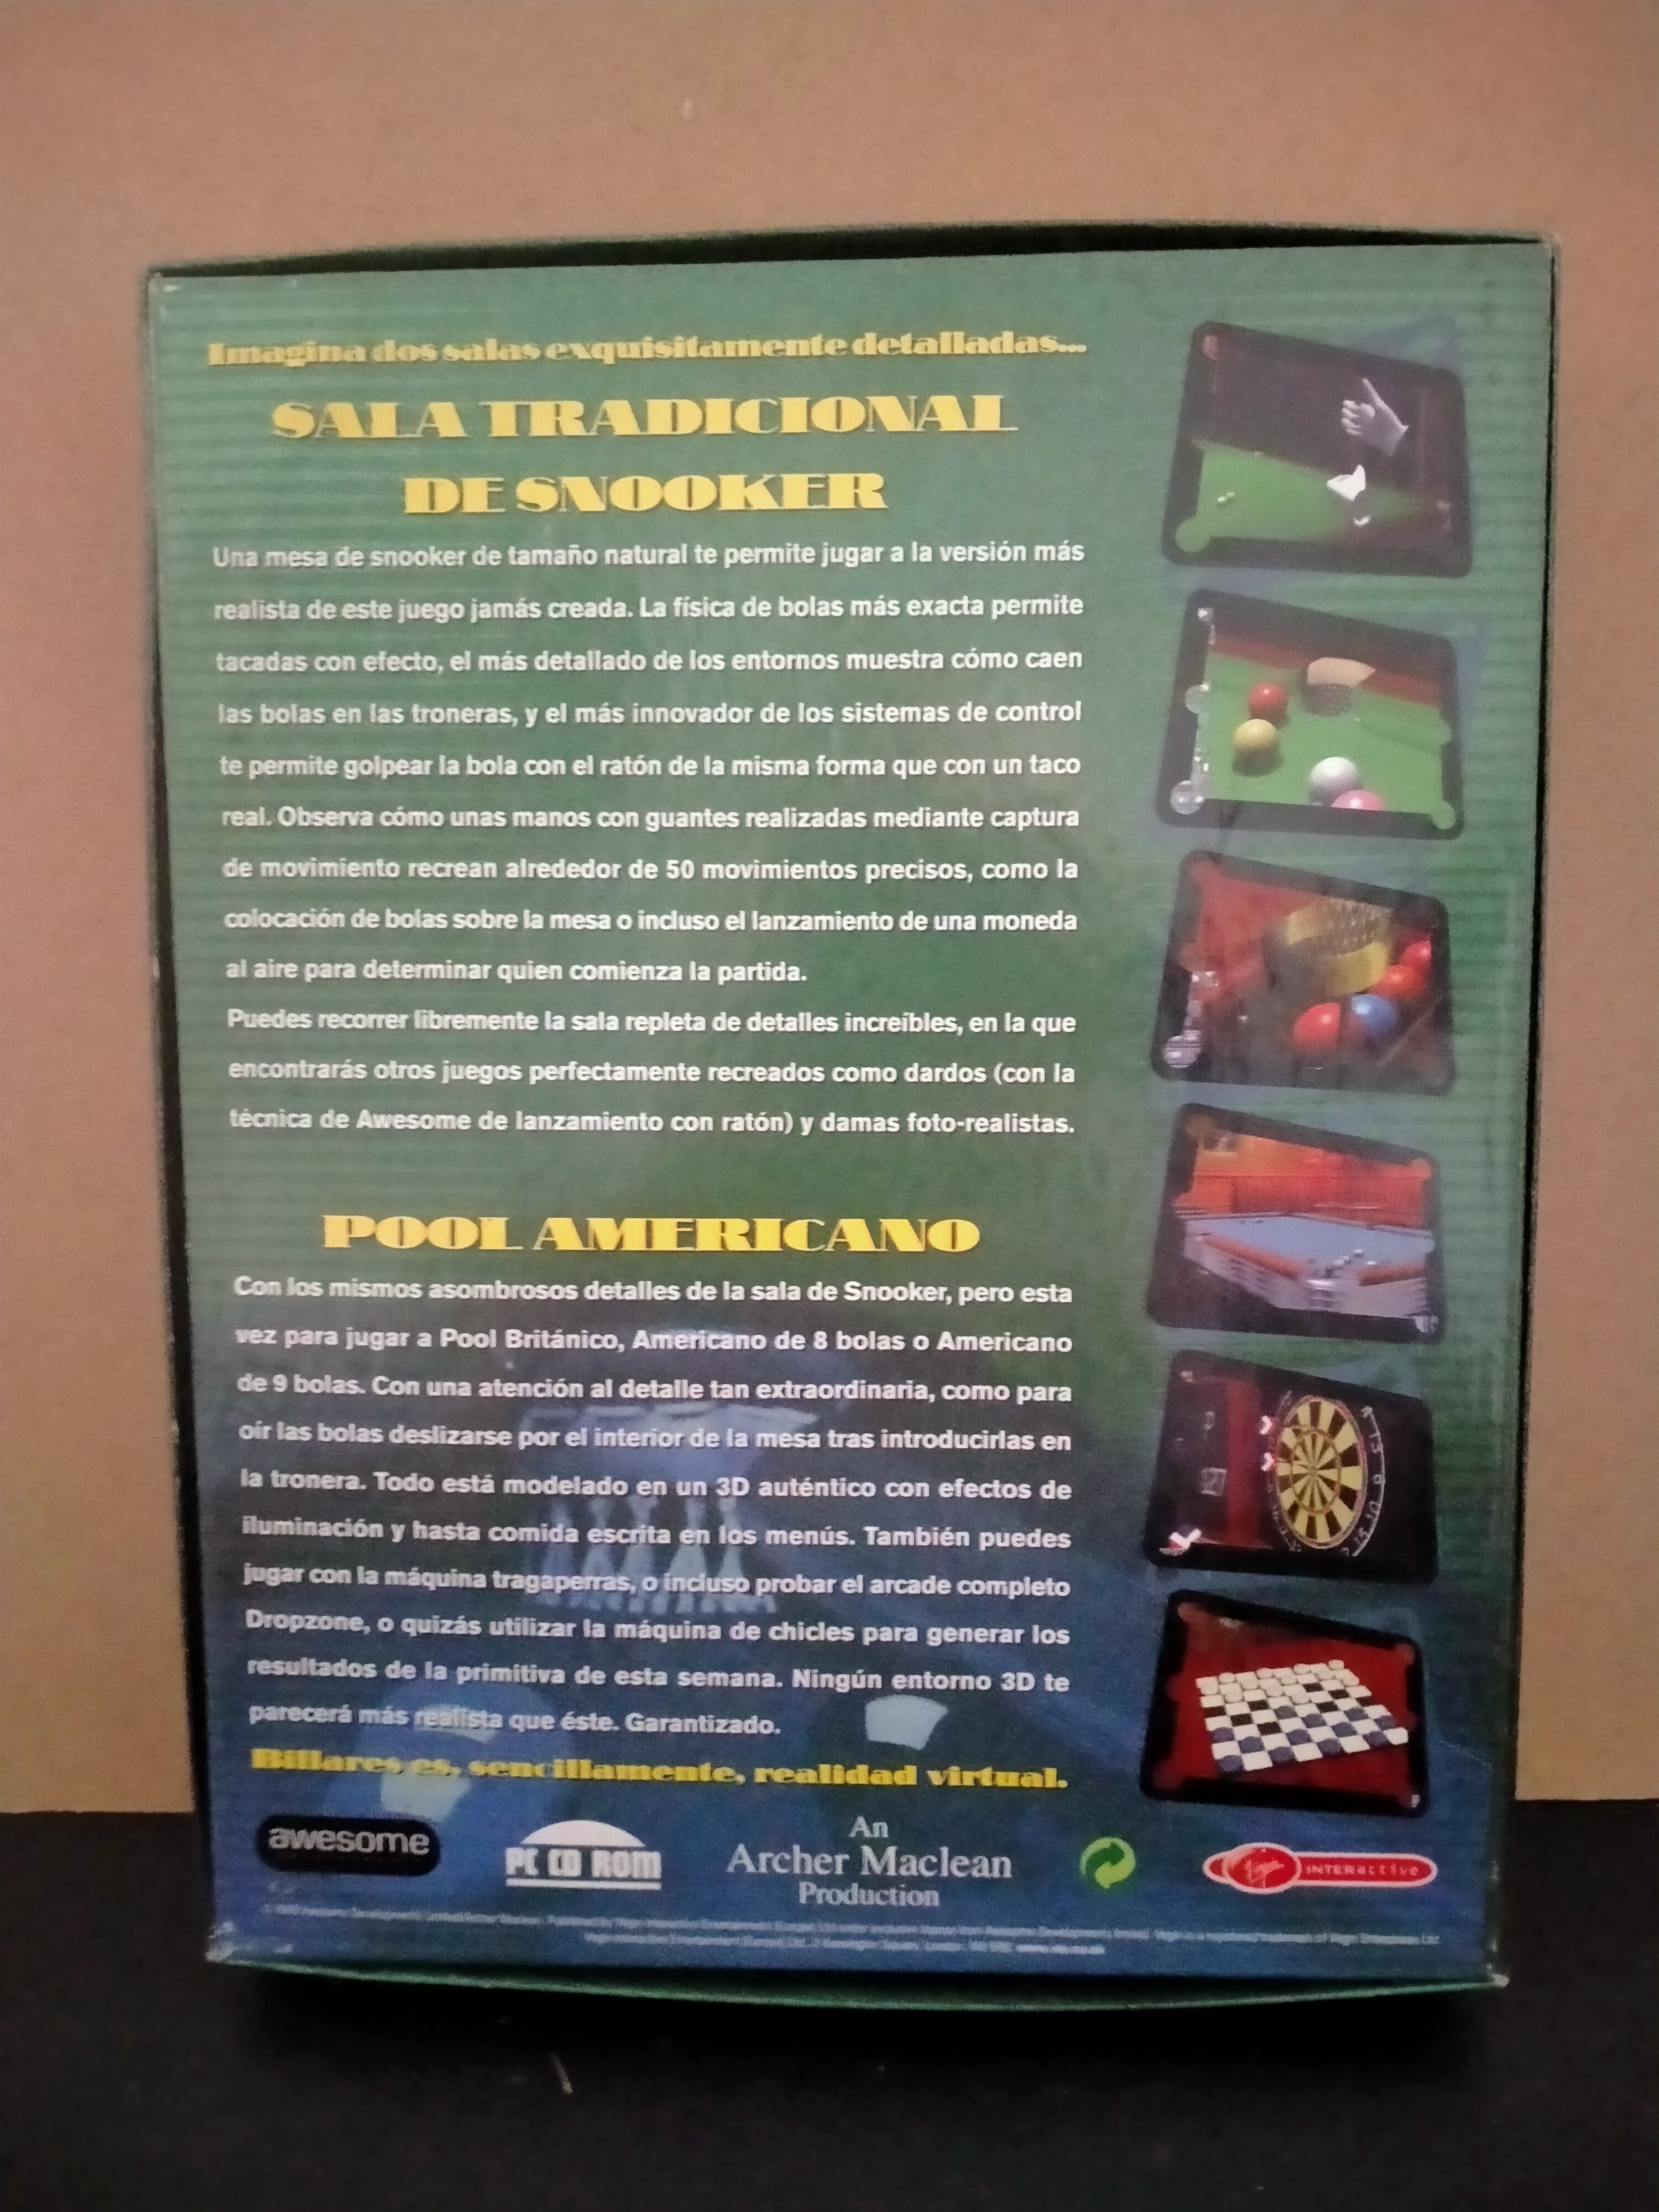 Imagina dos salas exquisitamente detalladas...
SALA TRADICIONAL
DE SNOOKER
Una mesa de snooker de tamaño natural te permite jugar a la versión más
realista de este juego jamás creada. La física de bolas más exacta permite
tacadas con efecto, el más detallado de los entornos muestra cómo caen
las bolas en las troneras, y el más innovador de los sistemas de control
te permite golpear la bola con el ratón de la misma forma que con un taco
real. Observa cómo unas manos con guantes realizadas mediante captura
de movimiento recrean alrededor de 50 movimientos precisos, como la
colocación de bolas sobre la mesa o incluso el lanzamiento de una moneda
al aire para determinar quien comienza la partida.
Puedes recorrer libremente la sala repleta de detalles increíbles, en la que
encontrarás otros juegos perfectamente recreados como dardos (con la
técnica de Awesome de lanzamiento con ratón) y damas foto-realistas.
POOL AMERICANO
Con los mismos asombrosos detalles de la sala de Snooker, pero esta
vez para jugar a Pool Británico, Americano de 8 bolas o Americano
de 9 bolas. Con una atención al detalle tan extraordinaria, como para
oír las bolas deslizarse por el interior de la mesa tras introducirlas en
la tronera. Todo está modelado en un 3D auténtico con efectos de
iluminación y hasta comida escrita en los menús. También puedes
jugar con la máquina tragaperras, o incluso probar el arcade completo
Dropzone, o quizás utilizar la máquina de chicles para generar los
resultados de la primitiva de esta semana. Ningún entorno 3D te
parecerá más realista que éste. Garantizado.
Billares es, sencillamente, realidad virtual.
awesome
PC CD ROM
An
Archer Maclean
Production
Virgin INTERactive